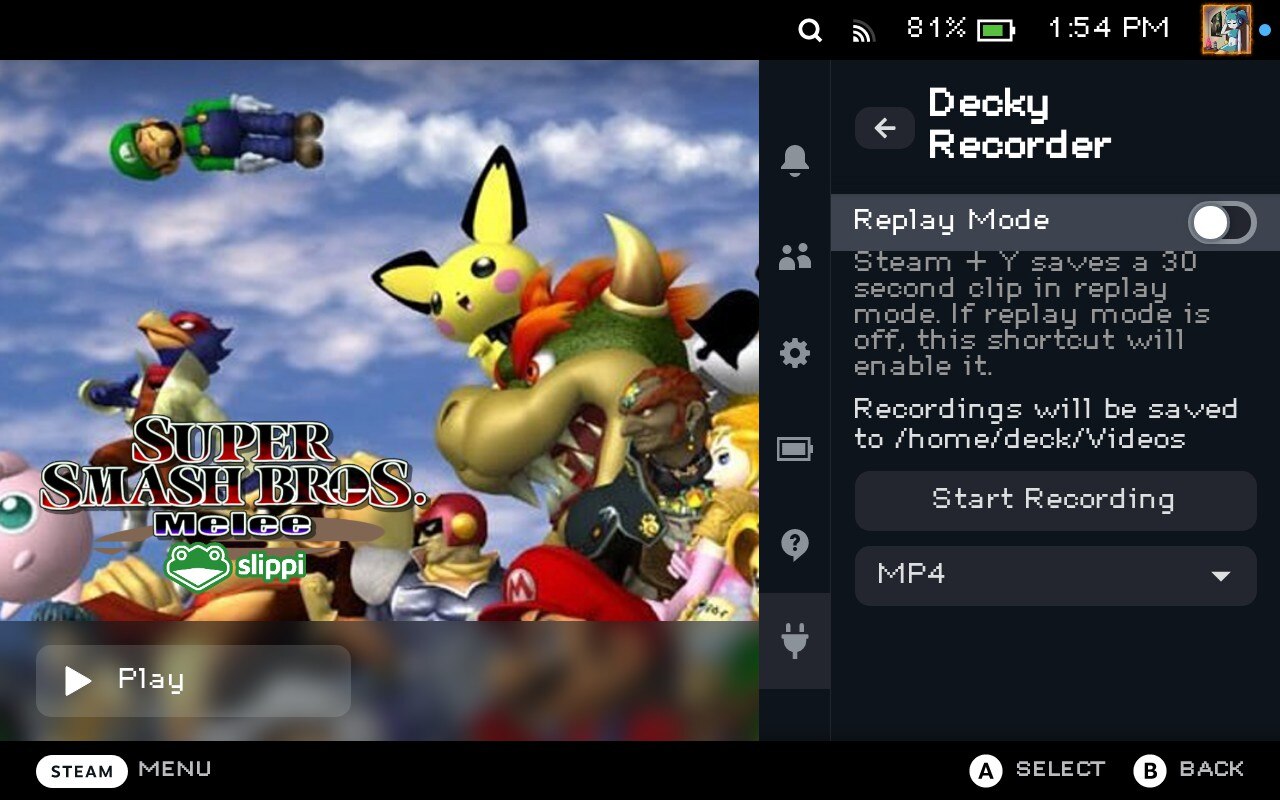 81%
1:54 PM
SUPER
SMASH BROS.
Melee
slippi
Play
Decky
Recorder
Replay Mode
Steam + Y saves a 30
second clip in replay
mode. If replay mode is
off, this shortcut will
enable it.
Recordings will be saved
to /home/deck/Videos
Start Recording
MP4
STEAM MENU
A SELECT
B BACK